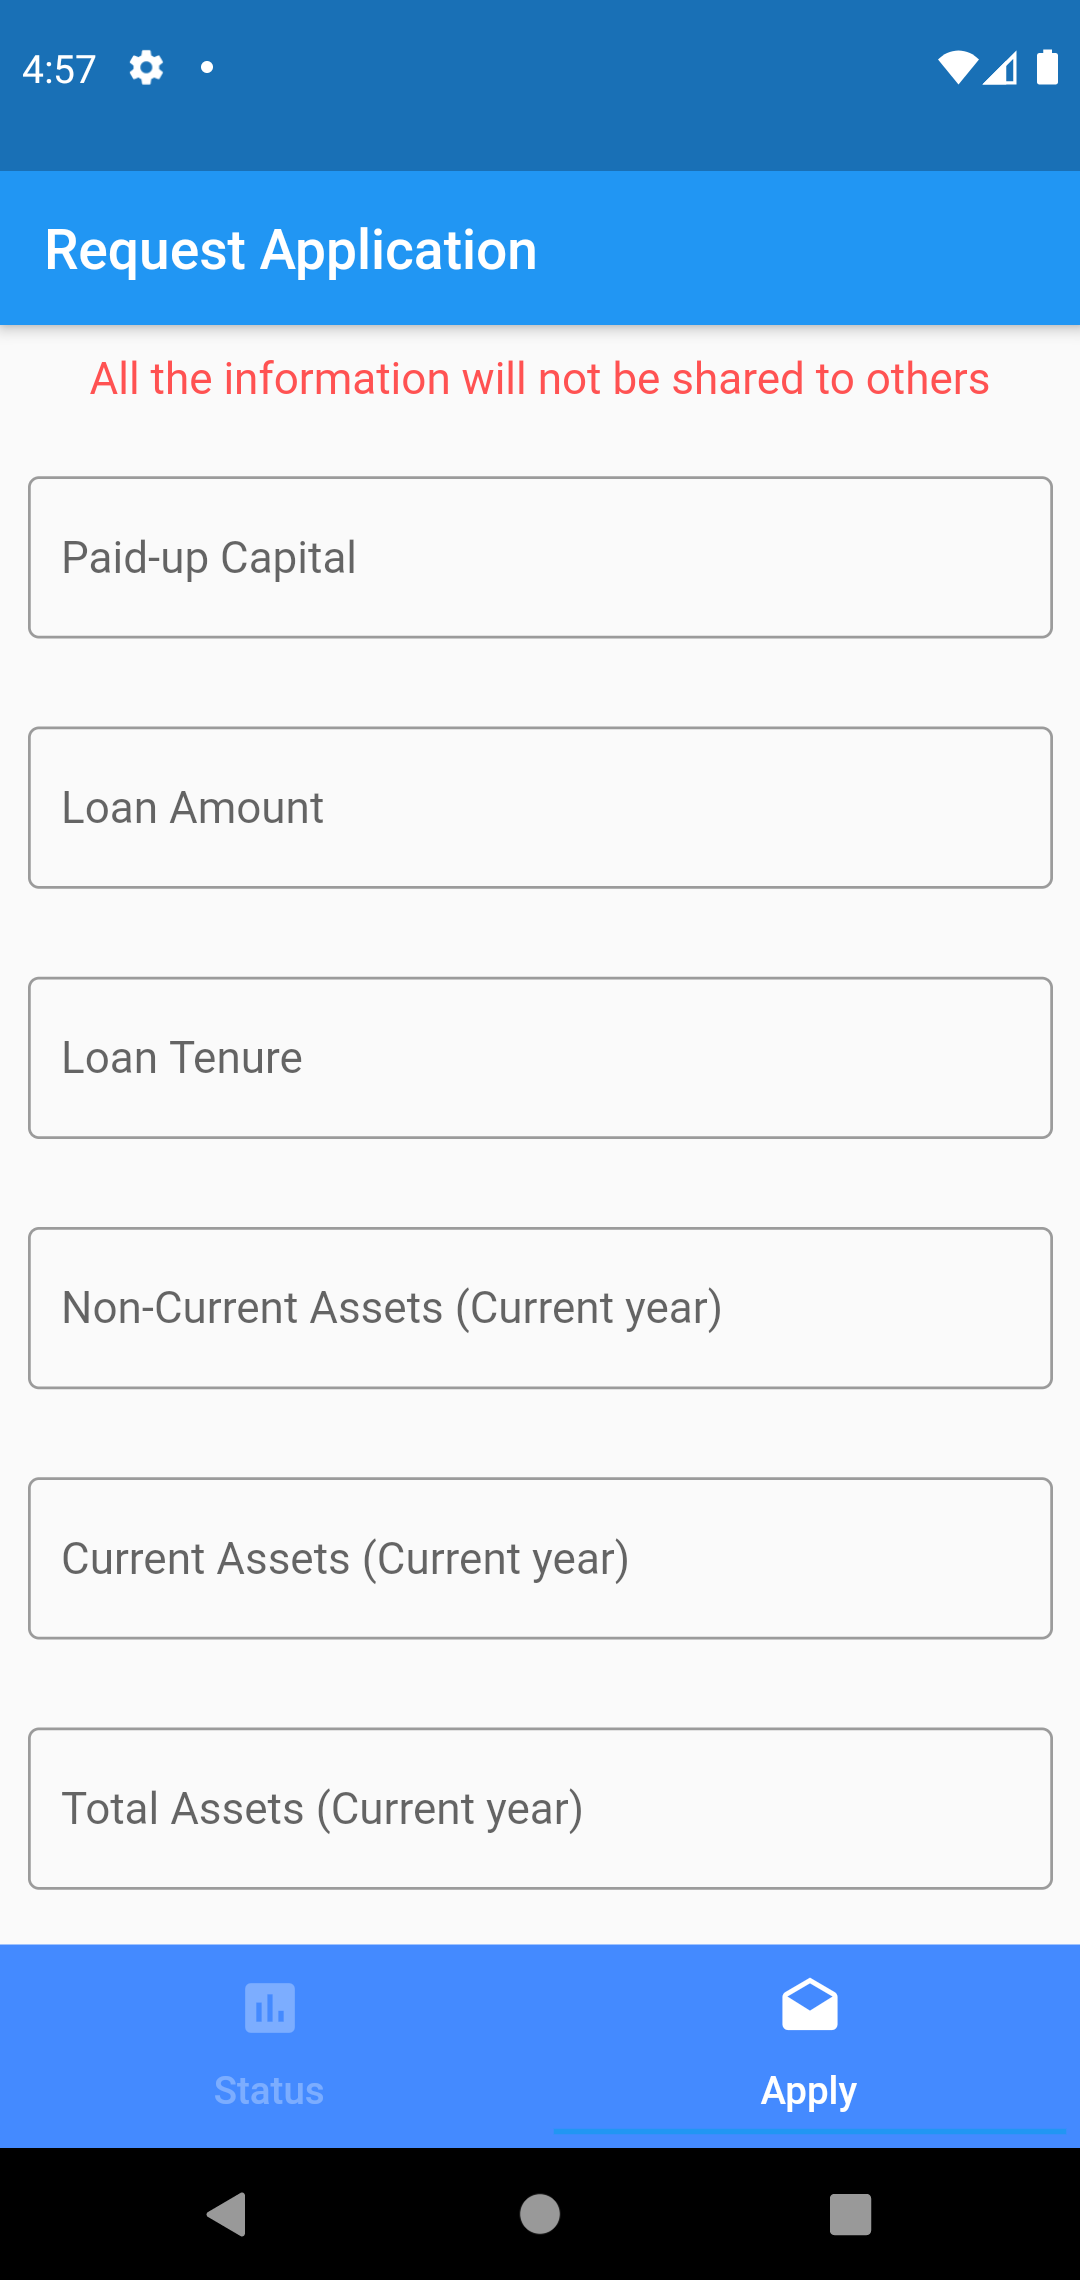 4:57
Request Application
All the information will not be shared to others
Paid-up Capital
Loan Amount
Loan Tenure
Non-Current Assets (Current year)
Current Assets (Current year)
Total Assets (Current year)
Status
Apply